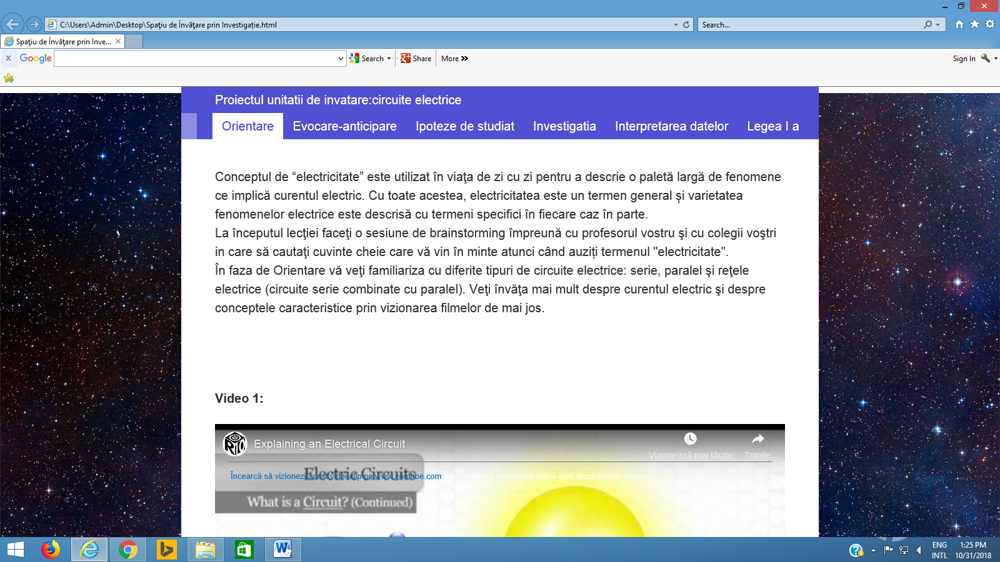 C:\Users\Admin\Desktop\Spaţiu de Învăţare prin Investigaţie.html
Search...
Spaţiu de Învăţare prin Inve...
Google
Search
Share
More
Sign In
Proiectul unitatii de invatare:circuite electrice
Orientare Evocare-anticipare Ipoteze de studiat Investigatia Interpretarea datelor Legea I a
Conceptul de “electricitate” este utilizat în viaţa de zi cu zi pentru a descrie o paletă largă de fenomene
ce implică curentul electric. Cu toate acestea, electricitatea este un termen general și varietatea
fenomenelor electrice este descrisă cu termeni specifici în fiecare caz în parte.
La începutul lecţiei faceţi o sesiune de brainstorming împreună cu profesorul vostru şi cu colegii voştri
in care să cautaţi cuvinte cheie care vă vin în minte atunci când auziți termenul "electricitate".
În faza de Orientare vă veţi familiariza cu diferite tipuri de circuite electrice: serie, paralel şi reţele
electrice (circuite serie combinate cu paralel). Veţi învăţa mai mult despre curentul electric şi despre
conceptele caracteristice prin vizionarea filmelor de mai jos.
Video 1:
Explaining an Electrical Circuit
Vizionează mai târziu Trimite
Electric Circuits
Încearcă să vizionezi acest videoclip pe www.youtube.com JavaScript (dacă este dezactivat în browser)
What is a Circuit? (Continued)
ENG
INTL
1:25 PM
10/31/2018